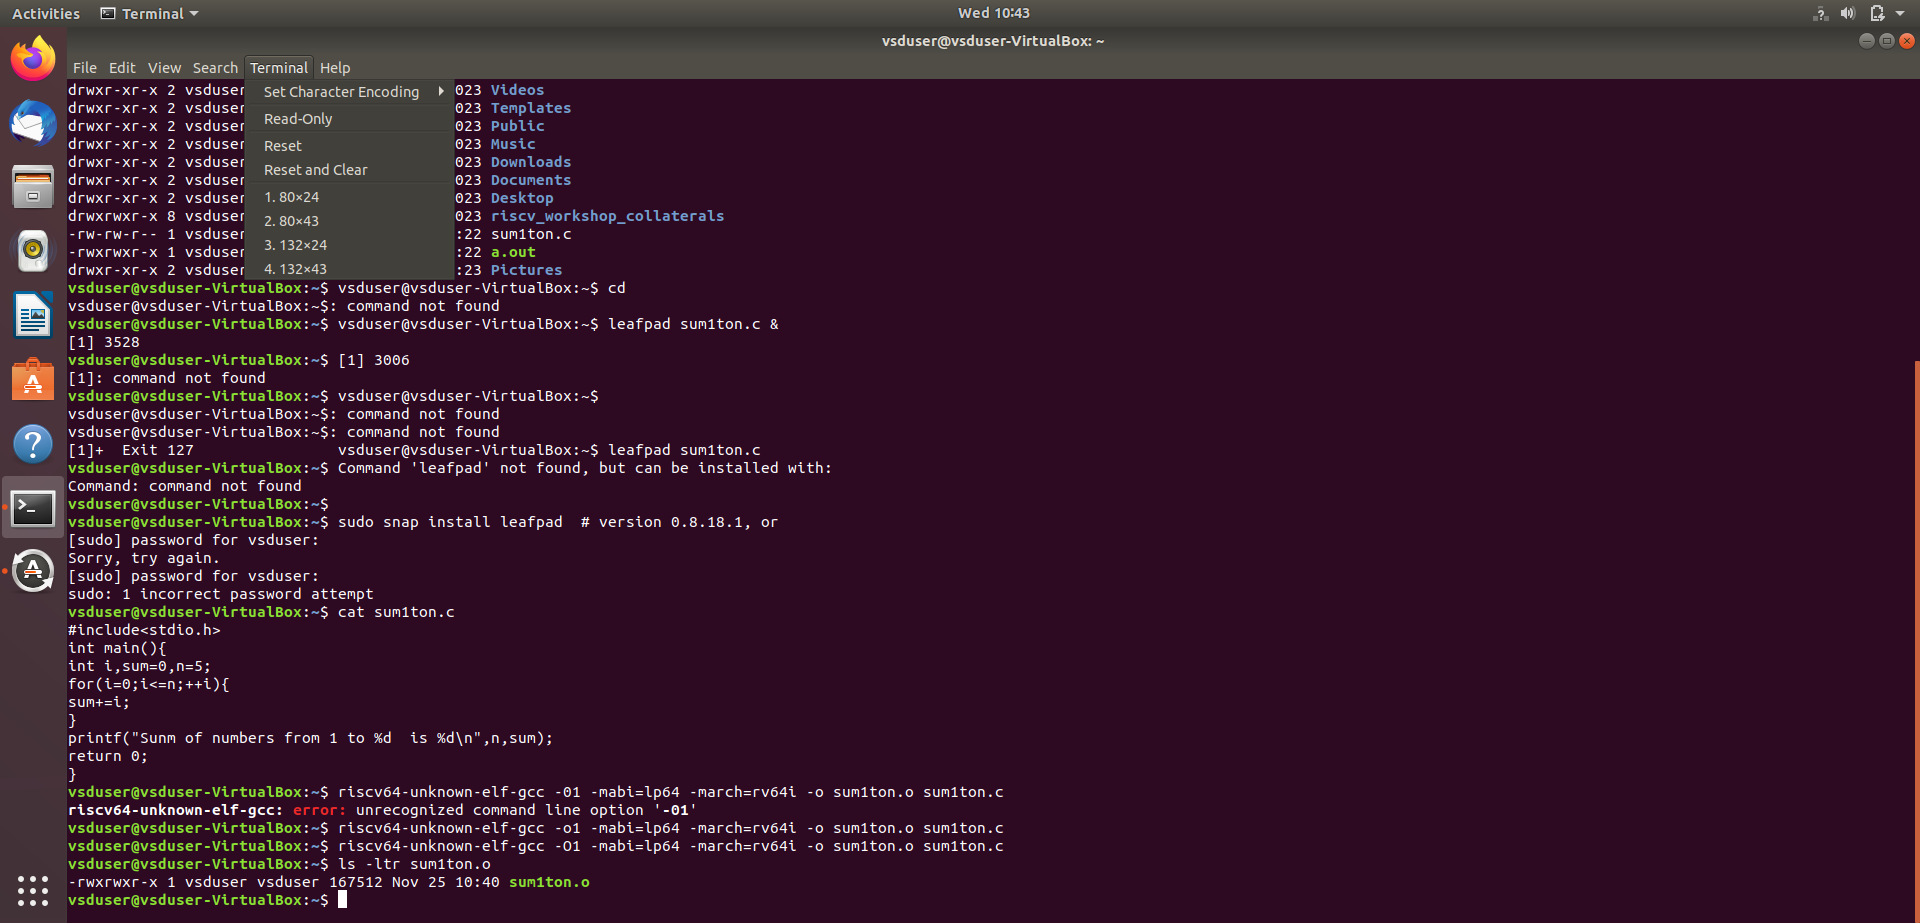 Activities Terminal Wed 10:43
vsduser@vsduser-VirtualBox: ~
File Edit View Search Terminal Help
Set Character Encoding
Read-Only
Reset
Reset and Clear
1. 80×24
2. 80×43
3. 132×24
4. 132×43
drwxr-xr-x 2 vsduser 023 Videos
drwxr-xr-x 2 vsduser 023 Templates
drwxr-xr-x 2 vsduser 023 Public
drwxr-xr-x 2 vsduser 023 Music
drwxr-xr-x 2 vsduser 023 Downloads
drwxr-xr-x 2 vsduser 023 Documents
drwxr-xr-x 2 vsduser 023 Desktop
drwxrwxr-x 8 vsduser 023 riscv_workshop_collaterals
-rw-rw-r-- 1 vsduser :22 sum1ton.c
-rwxrwxr-x 1 vsduser :22 a.out
drwxr-xr-x 2 vsduser :23 Pictures
vsduser@vsduser-VirtualBox:~$ vsduser@vsduser-VirtualBox:~$ cd
vsduser@vsduser-VirtualBox:~$: command not found
vsduser@vsduser-VirtualBox:~$ vsduser@vsduser-VirtualBox:~$ leafpad sum1ton.c &
[1] 3528
vsduser@vsduser-VirtualBox:~$ [1] 3006
[1]: command not found
vsduser@vsduser-VirtualBox:~$ vsduser@vsduser-VirtualBox:~$
vsduser@vsduser-VirtualBox:~$: command not found
vsduser@vsduser-VirtualBox:~$: command not found
[1]+  Exit 127                vsduser@vsduser-VirtualBox:~$ leafpad sum1ton.c
vsduser@vsduser-VirtualBox:~$ Command 'leafpad' not found, but can be installed with:
Command: command not found
vsduser@vsduser-VirtualBox:~$
vsduser@vsduser-VirtualBox:~$ sudo snap install leafpad  # version 0.8.18.1, or
[sudo] password for vsduser:
Sorry, try again.
[sudo] password for vsduser:
sudo: 1 incorrect password attempt
vsduser@vsduser-VirtualBox:~$ cat sum1ton.c
#include<stdio.h>
int main(){
int i,sum=0,n=5;
for(i=0;i<=n;++i){
sum+=i;
}
printf("Sunm of numbers from 1 to %d  is %d\n",n,sum);
return 0;
}
vsduser@vsduser-VirtualBox:~$ riscv64-unknown-elf-gcc -01 -mabi=lp64 -march=rv64i -o sum1ton.o sum1ton.c
riscv64-unknown-elf-gcc: error: unrecognized command line option '-01'
vsduser@vsduser-VirtualBox:~$ riscv64-unknown-elf-gcc -o1 -mabi=lp64 -march=rv64i -o sum1ton.o sum1ton.c
vsduser@vsduser-VirtualBox:~$ riscv64-unknown-elf-gcc -O1 -mabi=lp64 -march=rv64i -o sum1ton.o sum1ton.c
vsduser@vsduser-VirtualBox:~$ ls -ltr sum1ton.o
-rwxrwxr-x 1 vsduser vsduser 167512 Nov 25 10:40 sum1ton.o
vsduser@vsduser-VirtualBox:~$